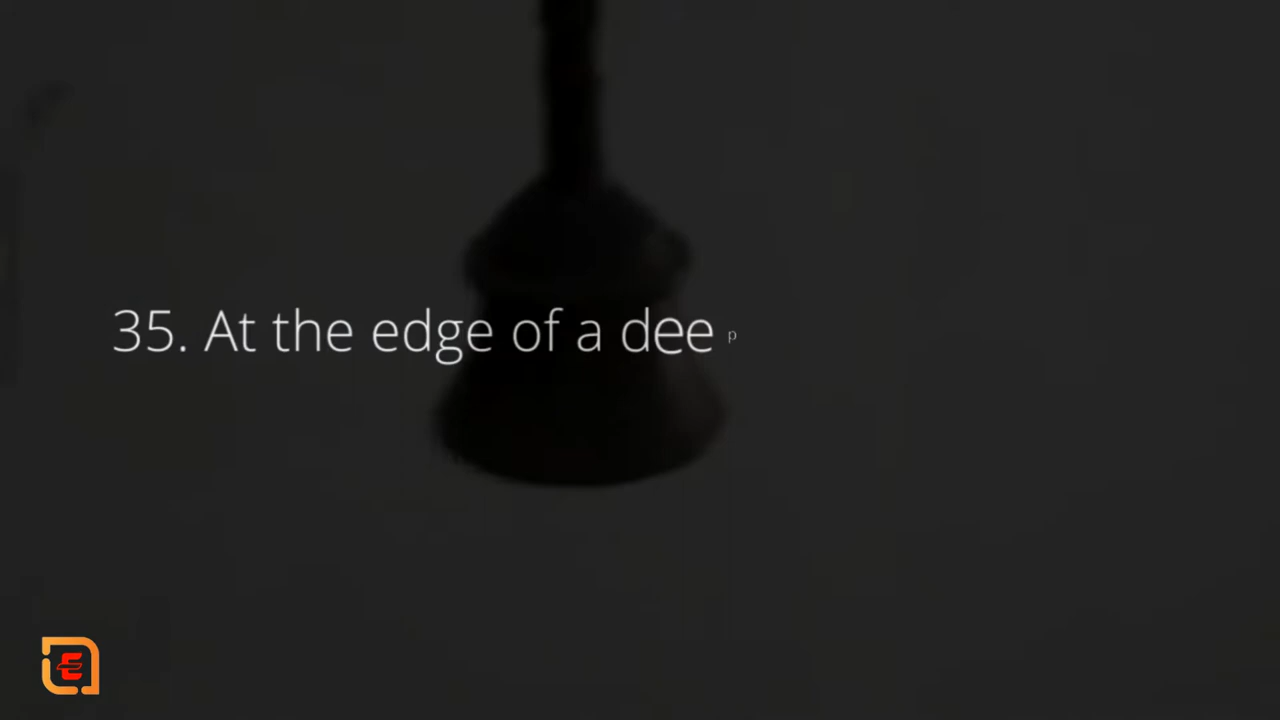 35. At the edge of a deep
E